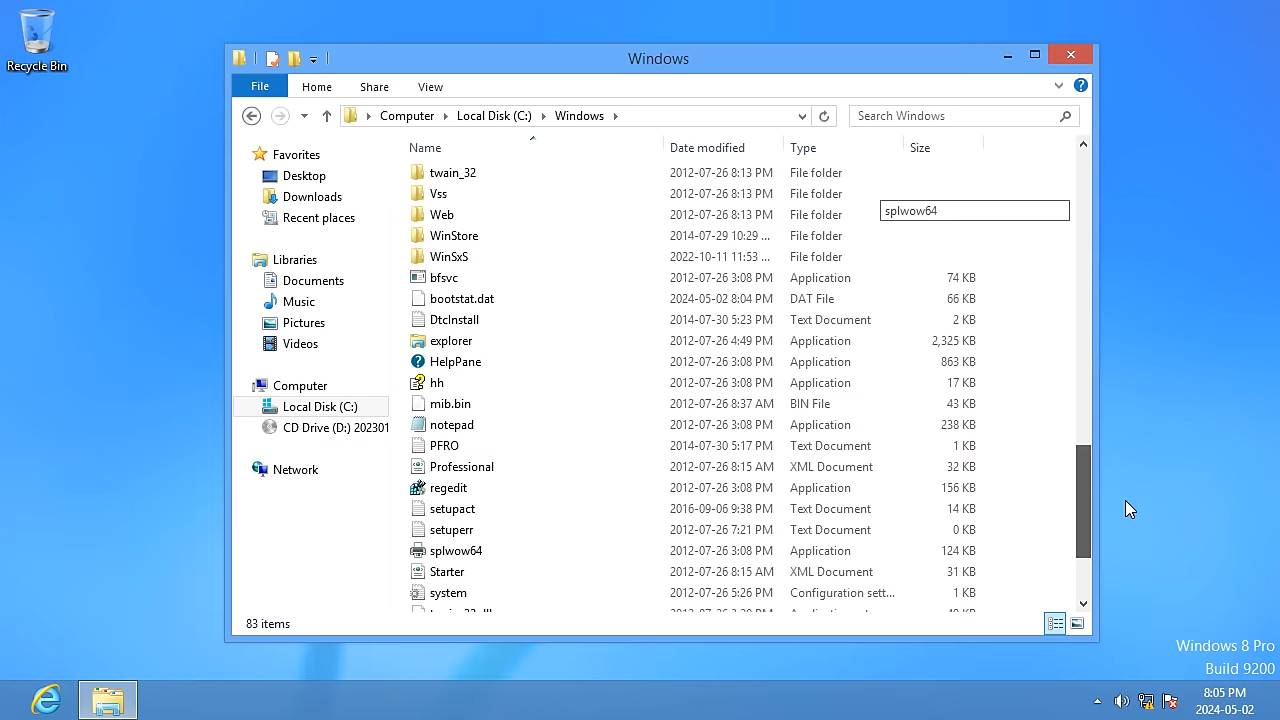 Recycle Bin
Windows
File Home Share View
Computer Local Disk (C:) Windows
Search Windows
Name Date modified Type Size
Favorites
Desktop
Downloads
Recent places
Libraries
Documents
Music
Pictures
Videos
Computer
Local Disk (C:)
CD Drive (D:) 202301
Network
twain_32 2012-07-26 8:13 PM File folder
Vss 2012-07-26 8:13 PM File folder
Web 2012-07-26 8:13 PM File folder
splwow64
WinStore 2014-07-29 10:29 ... File folder
WinSxS 2022-10-11 11:53 ... File folder
bfsvc 2012-07-26 3:08 PM Application 74 KB
bootstat.dat 2024-05-02 8:04 PM DAT File 66 KB
DtcInstall 2014-07-30 5:23 PM Text Document 2 KB
explorer 2012-07-26 4:49 PM Application 2,325 KB
HelpPane 2012-07-26 3:08 PM Application 863 KB
hh 2012-07-26 3:08 PM Application 17 KB
mib.bin 2012-07-26 8:37 AM BIN File 43 KB
notepad 2012-07-26 3:08 PM Application 238 KB
PFRO 2014-07-30 5:17 PM Text Document 1 KB
Professional 2012-07-26 8:15 AM XML Document 32 KB
regedit 2012-07-26 3:08 PM Application 156 KB
setupact 2016-09-06 9:38 PM Text Document 14 KB
setuperr 2012-07-26 7:21 PM Text Document 0 KB
splwow64 2012-07-26 3:08 PM Application 124 KB
Starter 2012-07-26 8:15 AM XML Document 31 KB
system 2012-07-26 5:26 PM Configuration sett... 1 KB
83 items
Windows 8 Pro
Build 9200
8:05 PM
2024-05-02